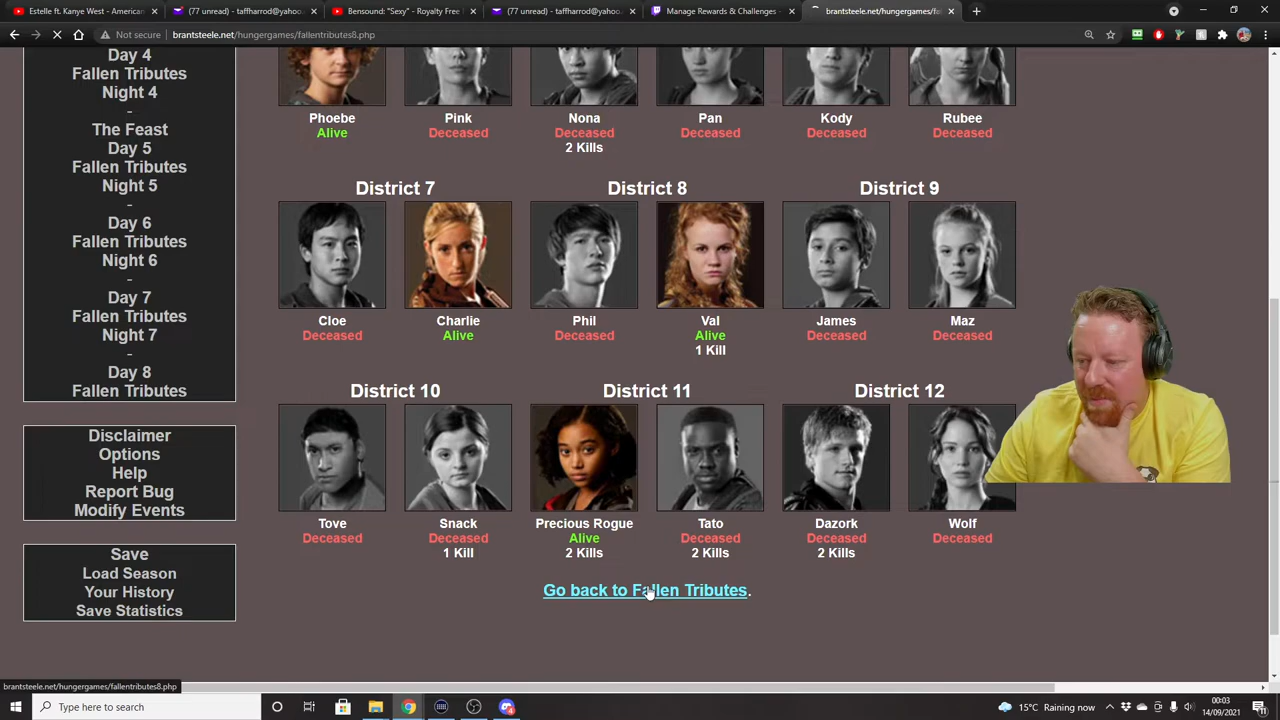 Estelle ft. Kanye West - American
(77 unread) - taffharrod@yahoo
Bensound: "Sexy" - Royalty Free
(77 unread) - taffharrod@yahoo.
Manage Rewards & Challenges -
brantsteele.net/hungergames/fa
Not secure | brantsteele.net/hungergames/fallentributes8.php
Day 4
Fallen Tributes
Night 4
-
The Feast
Day 5
Fallen Tributes
Night 5
-
Day 6
Fallen Tributes
Night 6
-
Day 7
Fallen Tributes
Night 7
-
Day 8
Fallen Tributes
Disclaimer
Options
Help
Report Bug
Modify Events
Save
Load Season
Your History
Save Statistics
Phoebe Pink Nona Pan Kody Rubee
Alive Deceased Deceased Deceased Deceased Deceased
2 Kills
District 7 District 8 District 9
Cloe Charlie Phil Val James Maz
Deceased Alive Deceased Alive Deceased Deceased
1 Kill
District 10 District 11 District 12
Tove Snack Precious Rogue Tato Dazork Wolf
Deceased Deceased Alive Deceased Deceased Deceased
1 Kill 2 Kills 2 Kills 2 Kills
Go back to Fallen Tributes.
brantsteele.net/hungergames/fallentributes8.php
Type here to search
15°C Raining now
00:03
14/09/2021